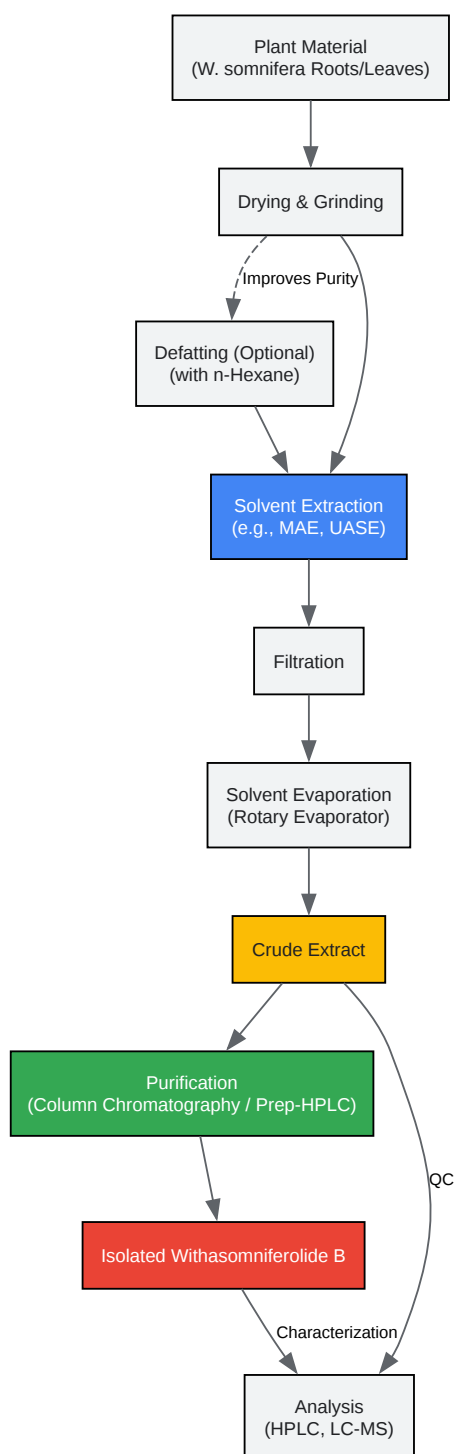 Plant Material
(W. somnifera Roots/Leaves)
Drying & Grinding
Improves Purity
Defatting (Optional)
(with n-Hexane)
Solvent Extraction
(e.g., MAE, UASE)
Filtration
Solvent Evaporation
(Rotary Evaporator)
Crude Extract
Purification
(Column Chromatography / Prep-HPLC)
QC
Isolated Withasomniferolide B
Characterization
Analysis
(HPLC, LC-MS)